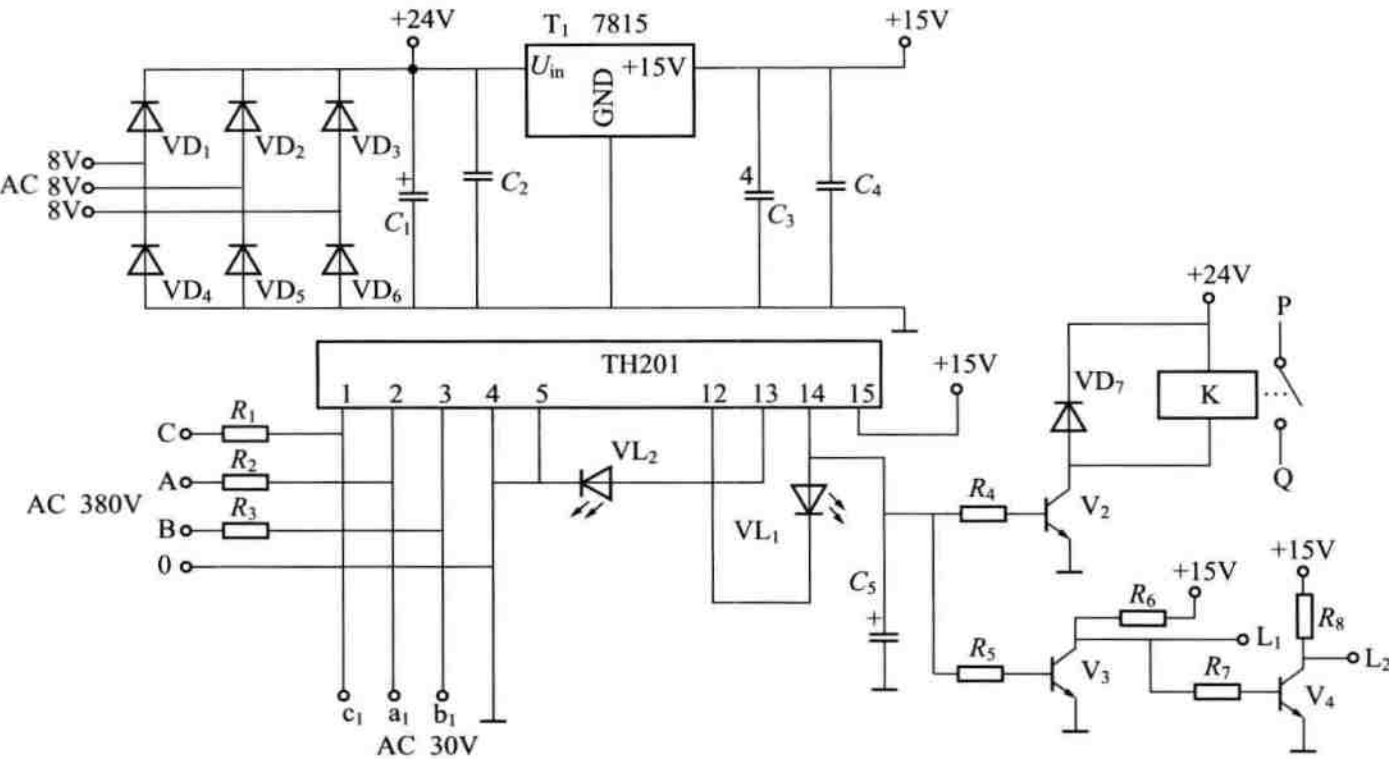 +24V
T₁ 7815
+15V
U_in +15V
GND
VD₁ VD₂ VD₃
8V
AC 8V
8V
+
C₁
C₂
4
C₃
C₄
VD₄ VD₅ VD₆
TH201
1 2 3 4 5 12 13 14 15
+15V
+24V
P
VD₇
K
Q
C R₁
A R₂
AC 380V
B R₃
0
VL₂
VL₁
R₄
V₂
C₅
+
+15V
R₆
+15V
R₈
L₁
L₂
R₅
V₃
R₇
V₄
c₁ a₁ b₁
AC 30V